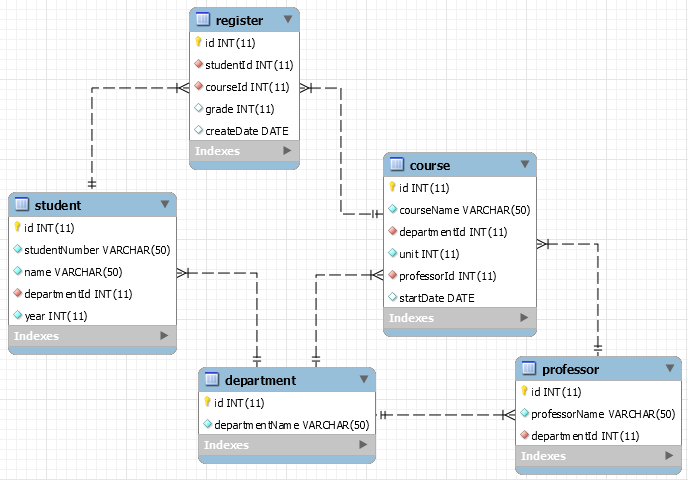 register
id INT(11)
studentId INT(11)
courseId INT(11)
grade INT(11)
createDate DATE
Indexes
course
id INT(11)
courseName VARCHAR(50)
departmentId INT(11)
unit INT(11)
professorId INT(11)
startDate DATE
Indexes
student
id INT(11)
studentNumber VARCHAR(50)
name VARCHAR(50)
departmentId INT(11)
year INT(11)
Indexes
department
id INT(11)
departmentName VARCHAR(50)
Indexes
professor
id INT(11)
professorName VARCHAR(50)
departmentId INT(11)
Indexes